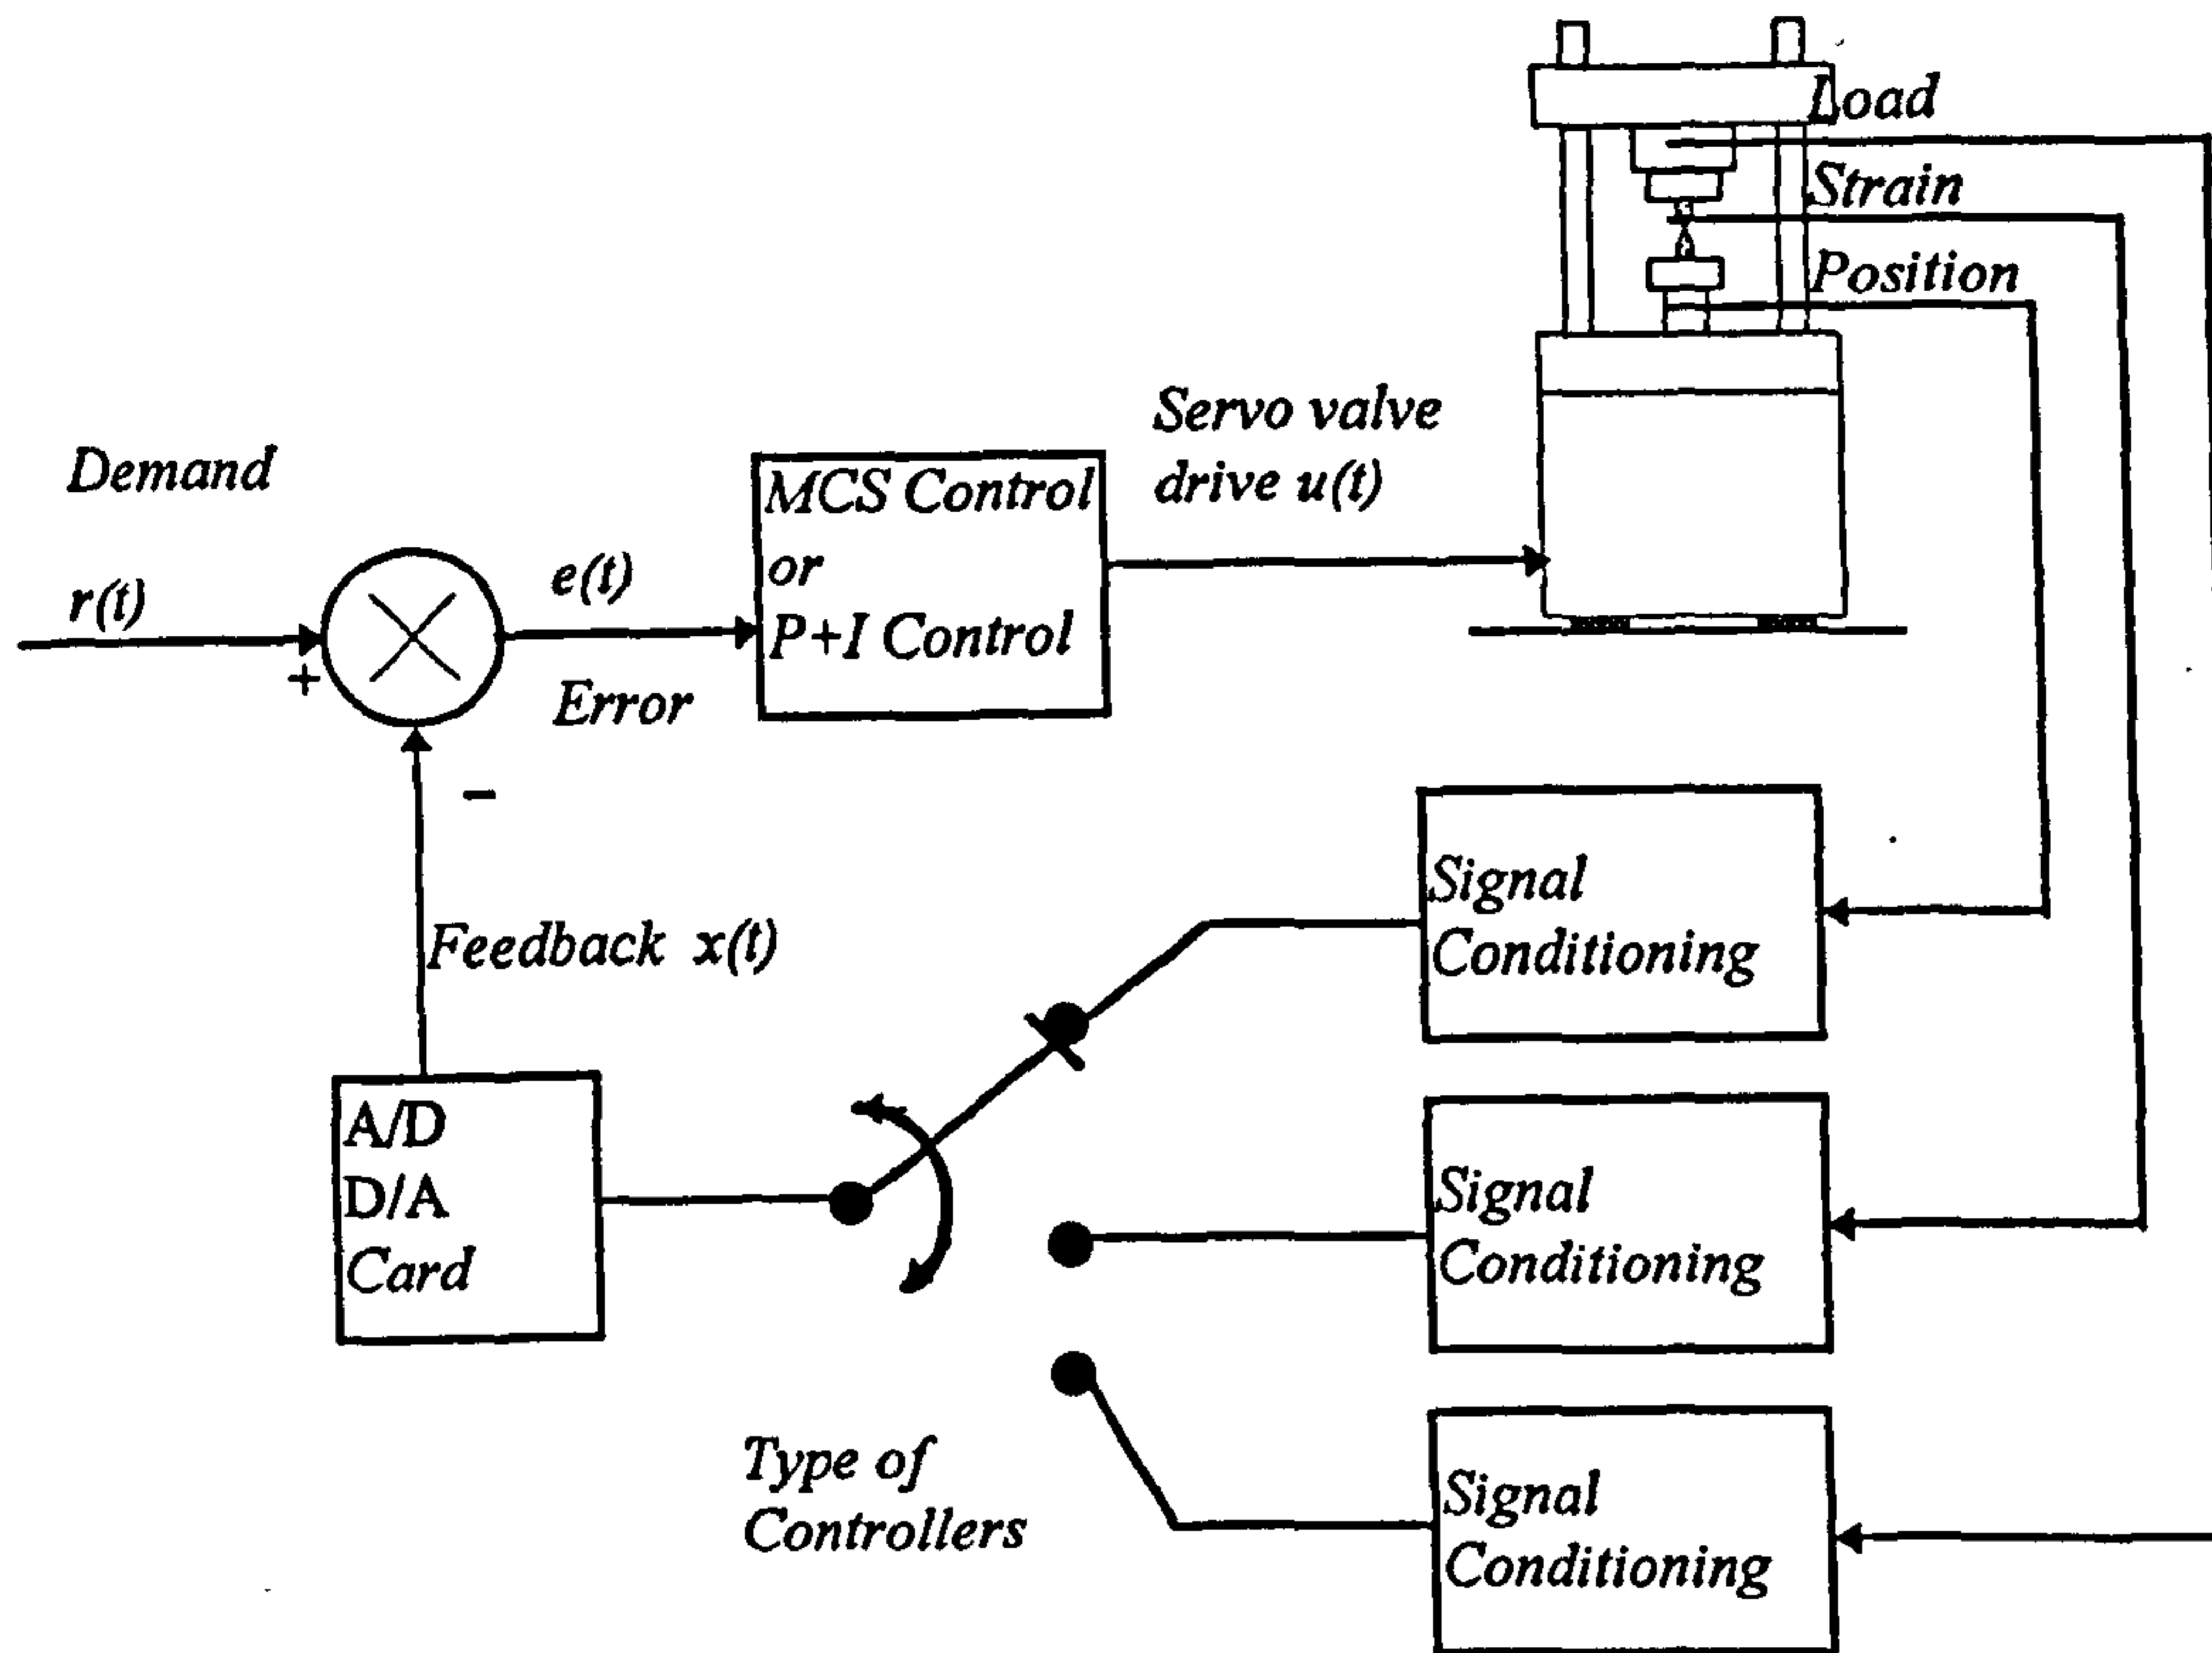 Load
Strain
Position
Servo valve
drive u(t)
Demand
r(t)
+
e(t)
Error
MCS Control
or
P+I Control
-
Feedback x(t)
Signal
Conditioning
A/D
D/A
Card
Signal
Conditioning
Type of
Controllers
Signal
Conditioning